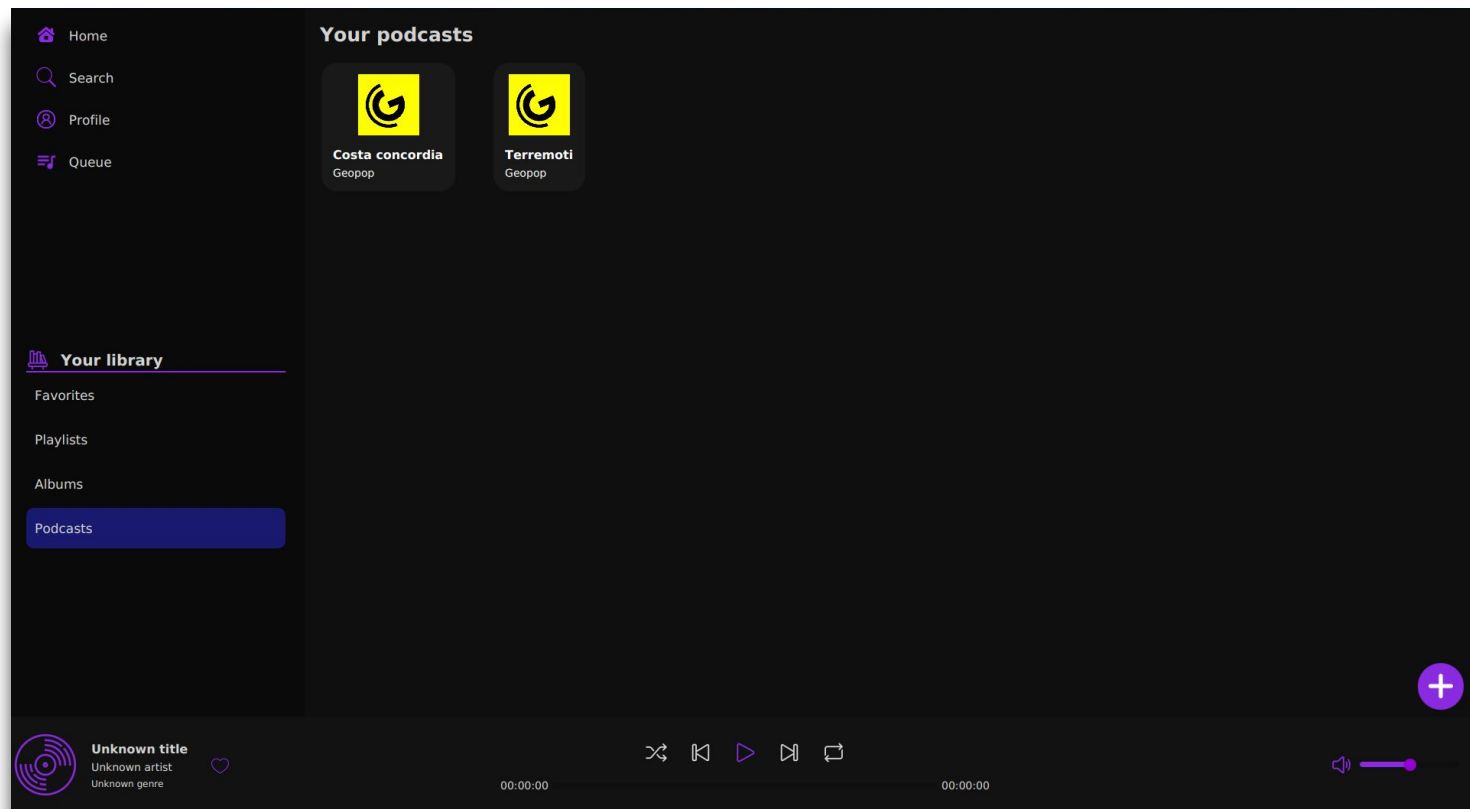 Home
Search
Profile
Queue
Your library
Favorites
Playlists
Albums
Podcasts
Your podcasts
Costa concordia
Geopop
Terremoti
Geopop
Unknown title
Unknown artist
Unknown genre
00:00:00
00:00:00